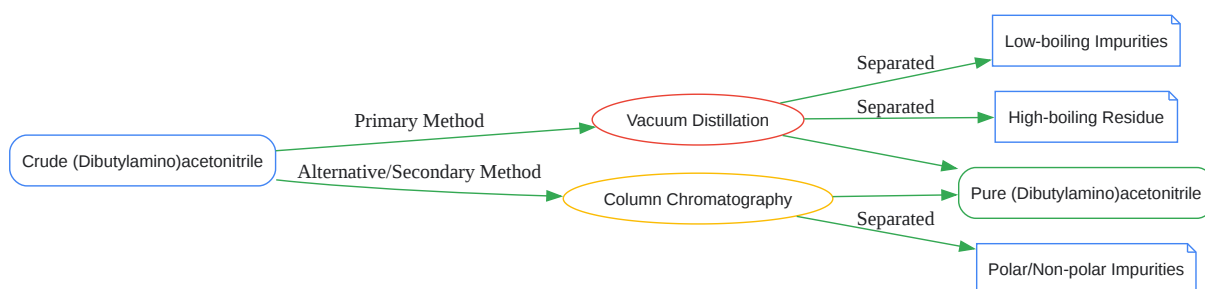 Low-boiling Impurities
Separated
High-boiling Residue
Separated
Primary Method
Vacuum Distillation
Crude (Dibutylamino)acetonitrile
Alternative/Secondary Method
Column Chromatography
Pure (Dibutylamino)acetonitrile
Separated
Polar/Non-polar Impurities